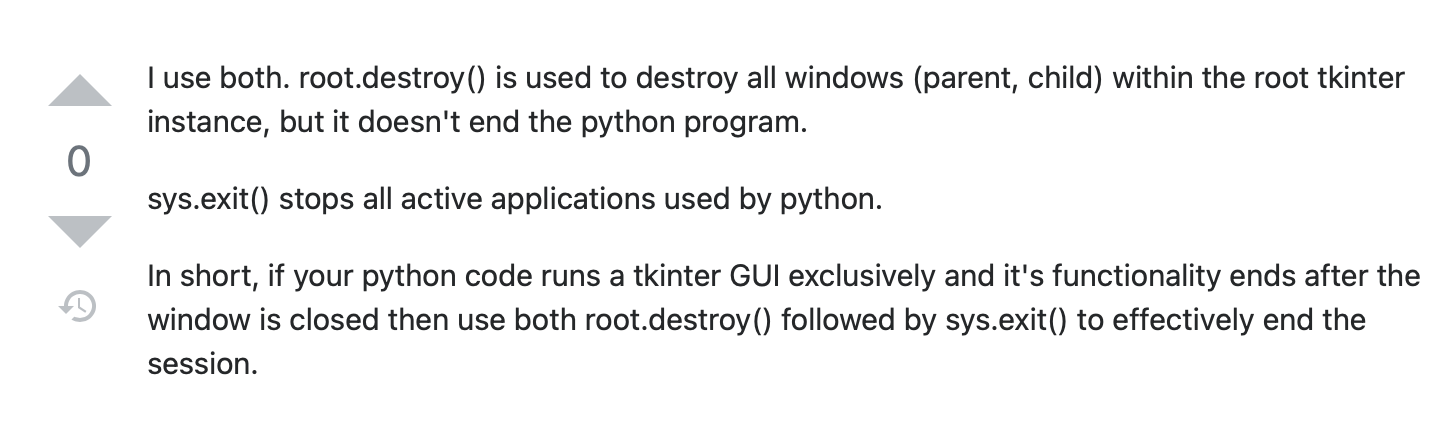 I use both. root.destroy() is used to destroy all windows (parent, child) within the root tkinter
instance, but it doesn't end the python program.
0
sys.exit() stops all active applications used by python.
In short, if your python code runs a tkinter GUI exclusively and it's functionality ends after the
window is closed then use both root.destroy() followed by sys.exit() to effectively end the
session.